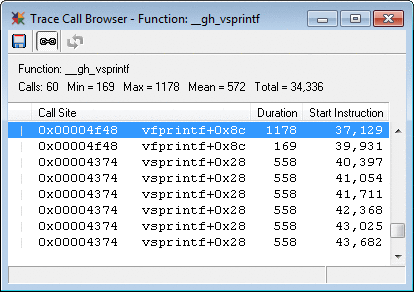 Trace Call Browser - Function: __gh_vsprintf
Function: __gh_vsprintf
Calls: 60 Min = 169 Max = 1178 Mean = 572 Total = 34,336
Call Site Duration Start Instruction
0x00004f48 vfprintf+0x8c 1178 37,129
0x00004f48 vfprintf+0x8c 169 39,931
0x00004374 vsprintf+0x28 558 40,397
0x00004374 vsprintf+0x28 558 41,054
0x00004374 vsprintf+0x28 558 41,711
0x00004374 vsprintf+0x28 558 42,368
0x00004374 vsprintf+0x28 558 43,025
0x00004374 vsprintf+0x28 558 43,682